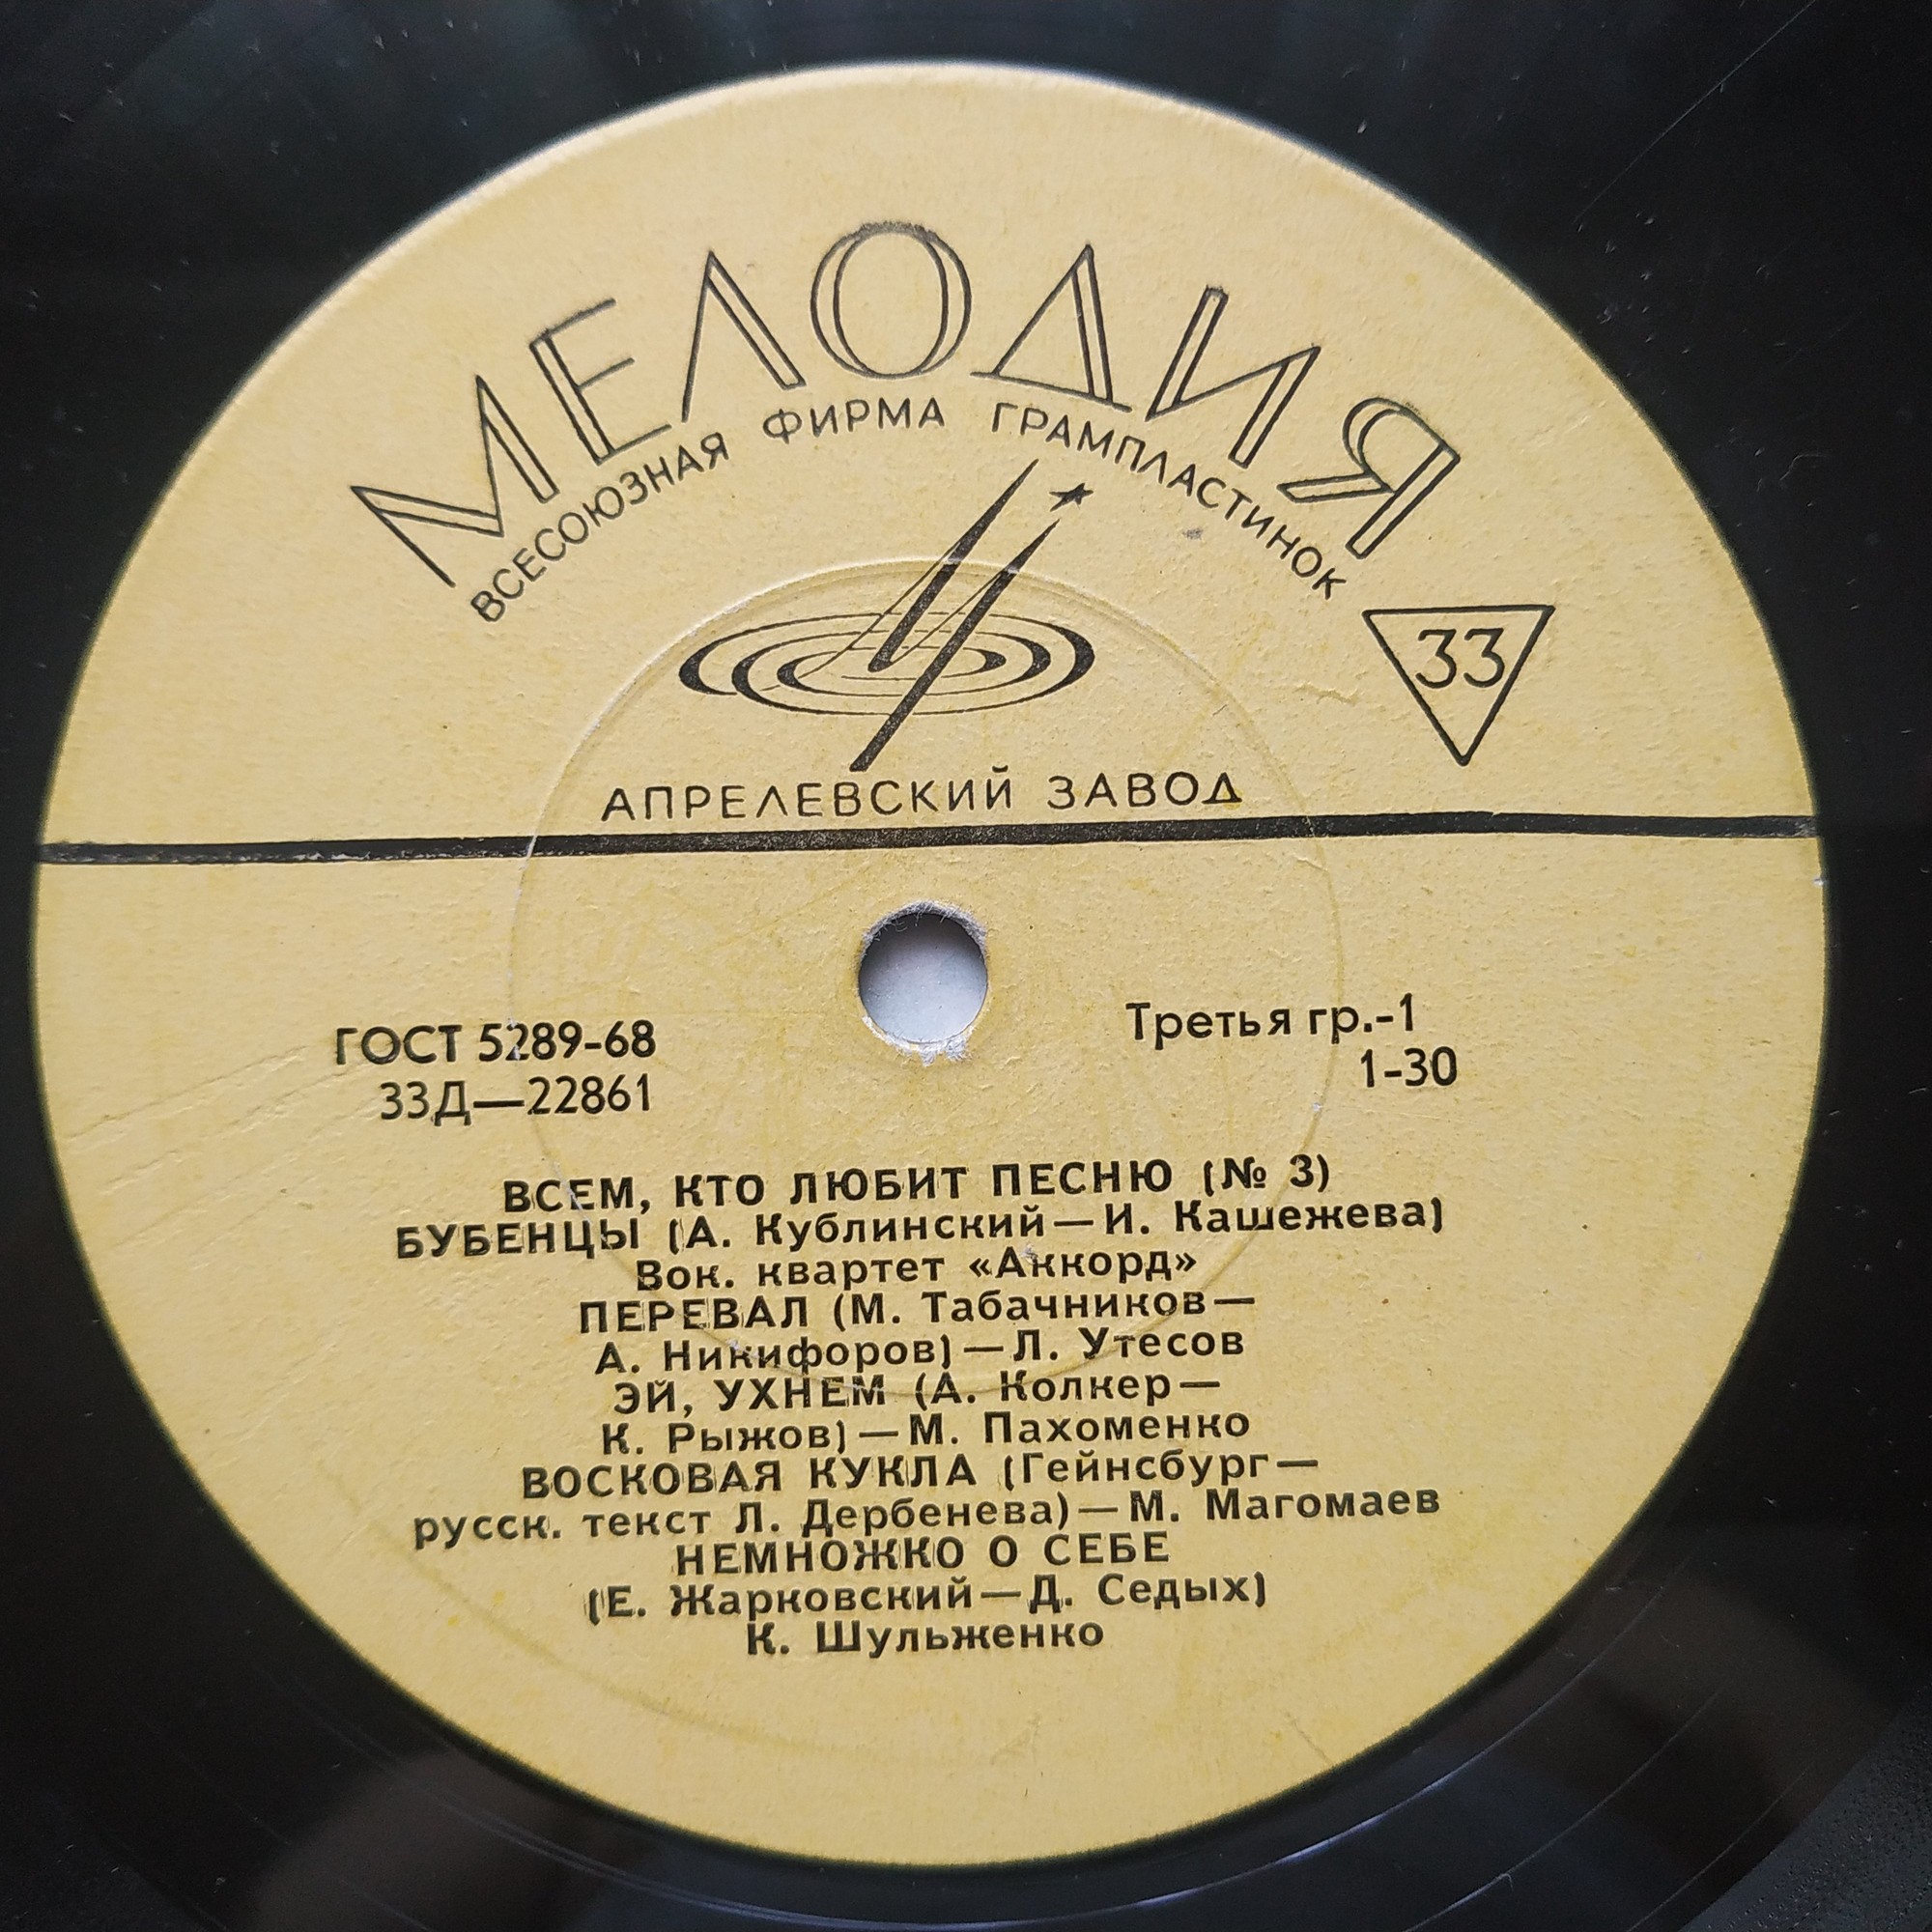 МЕЛОДИЯ
ВСЕСОЮЗНАЯ ФИРМА ГРАМПЛАСТИНОК
33
АПРЕЛЕВСКИЙ ЗАВОД
ГОСТ 5289-68
33Д—22861
Третья гр.-1
1-30
ВСЕМ, КТО ЛЮБИТ ПЕСНЮ (№ 3)
БУБЕНЦЫ (А. Кублинский—И. Кашежева)
Вок. квартет «Аккорд»
ПЕРЕВАЛ (М. Табачников—
А. Никифоров)—Л. Утесов
ЭЙ, УХНЕМ (А. Колкер—
К. Рыжов)—М. Пахоменко
ВОСКОВАЯ КУКЛА (Гейнсбург—
русск. текст Л. Дербенева)—М. Магомаев
НЕМНОЖКО О СЕБЕ
(Е. Жарковский—Д. Седых)
К. Шульженко